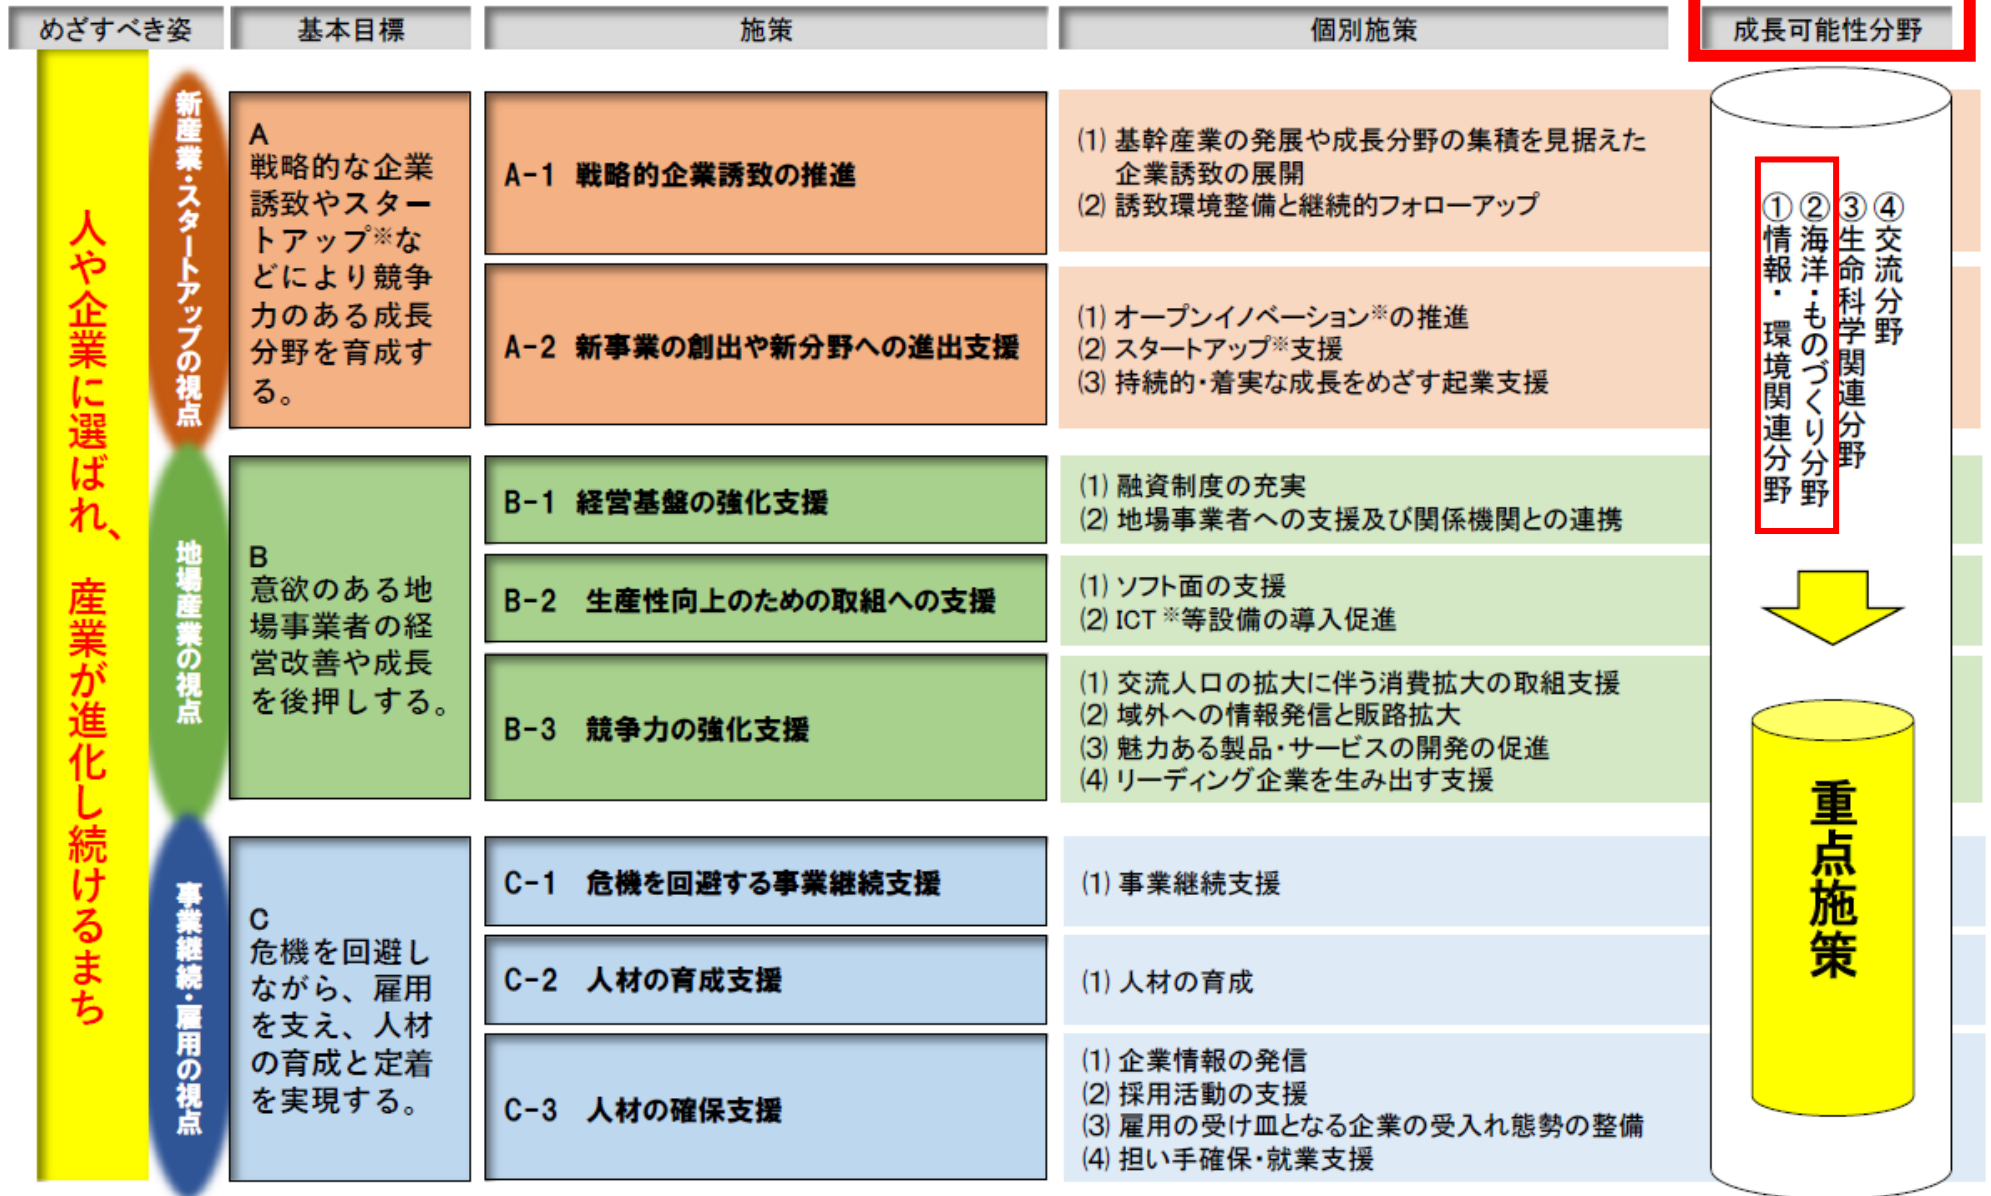 めざすべき姿
基本目標
施策
個別施策
成長可能性分野
人や企業に選ばれ、 産業が進化し続けるまち
新産業・スタートアップの視点
A
戦略的な企業
誘致やスター
トアップ※な
どにより競争
力のある成長
分野を育成す
る。
A-1 戦略的企業誘致の推進
(1) 基幹産業の発展や成長分野の集積を見据えた
企業誘致の展開
(2) 誘致環境整備と継続的フォローアップ
A-2 新事業の創出や新分野への進出支援
(1) オープンイノベーション※の推進
(2) スタートアップ※支援
(3) 持続的・着実な成長をめざす起業支援
地場産業の視点
B
意欲のある地
場事業者の経
営改善や成長
を後押しする。
B-1 経営基盤の強化支援
(1) 融資制度の充実
(2) 地場事業者への支援及び関係機関との連携
B-2 生産性向上のための取組への支援
(1) ソフト面の支援
(2) ICT※等設備の導入促進
B-3 競争力の強化支援
(1) 交流人口の拡大に伴う消費拡大の取組支援
(2) 域外への情報発信と販路拡大
(3) 魅力ある製品・サービスの開発の促進
(4) リーディング企業を生み出す支援
事業継続・雇用の視点
C
危機を回避し
ながら、雇用
を支え、人材
の育成と定着
を実現する。
C-1 危機を回避する事業継続支援
(1) 事業継続支援
C-2 人材の育成支援
(1) 人材の育成
C-3 人材の確保支援
(1) 企業情報の発信
(2) 採用活動の支援
(3) 雇用の受け皿となる企業の受入れ態勢の整備
(4) 担い手確保・就業支援
①情報・環境関連分野
②海洋・ものづくり分野
③生命科学関連分野
④交流分野
重点施策